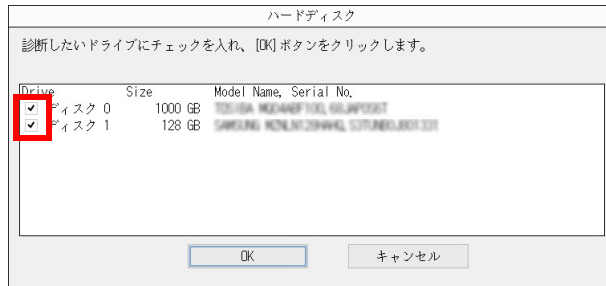 ハードディスク
診断したいドライブにチェックを入れ、[OK]ボタンをクリックします。
Drive Size Model Name, Serial No.
ディスク 0 1000 GB TOSIBA
ディスク 1 128 GB SAMSUNG
OK キャンセル